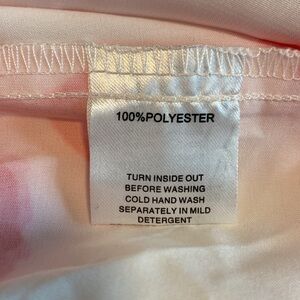 100%POLYESTER
TURN INSIDE OUT
BEFORE WASHING
COLD HAND WASH
SEPARATELY IN MILD
DETERGENT